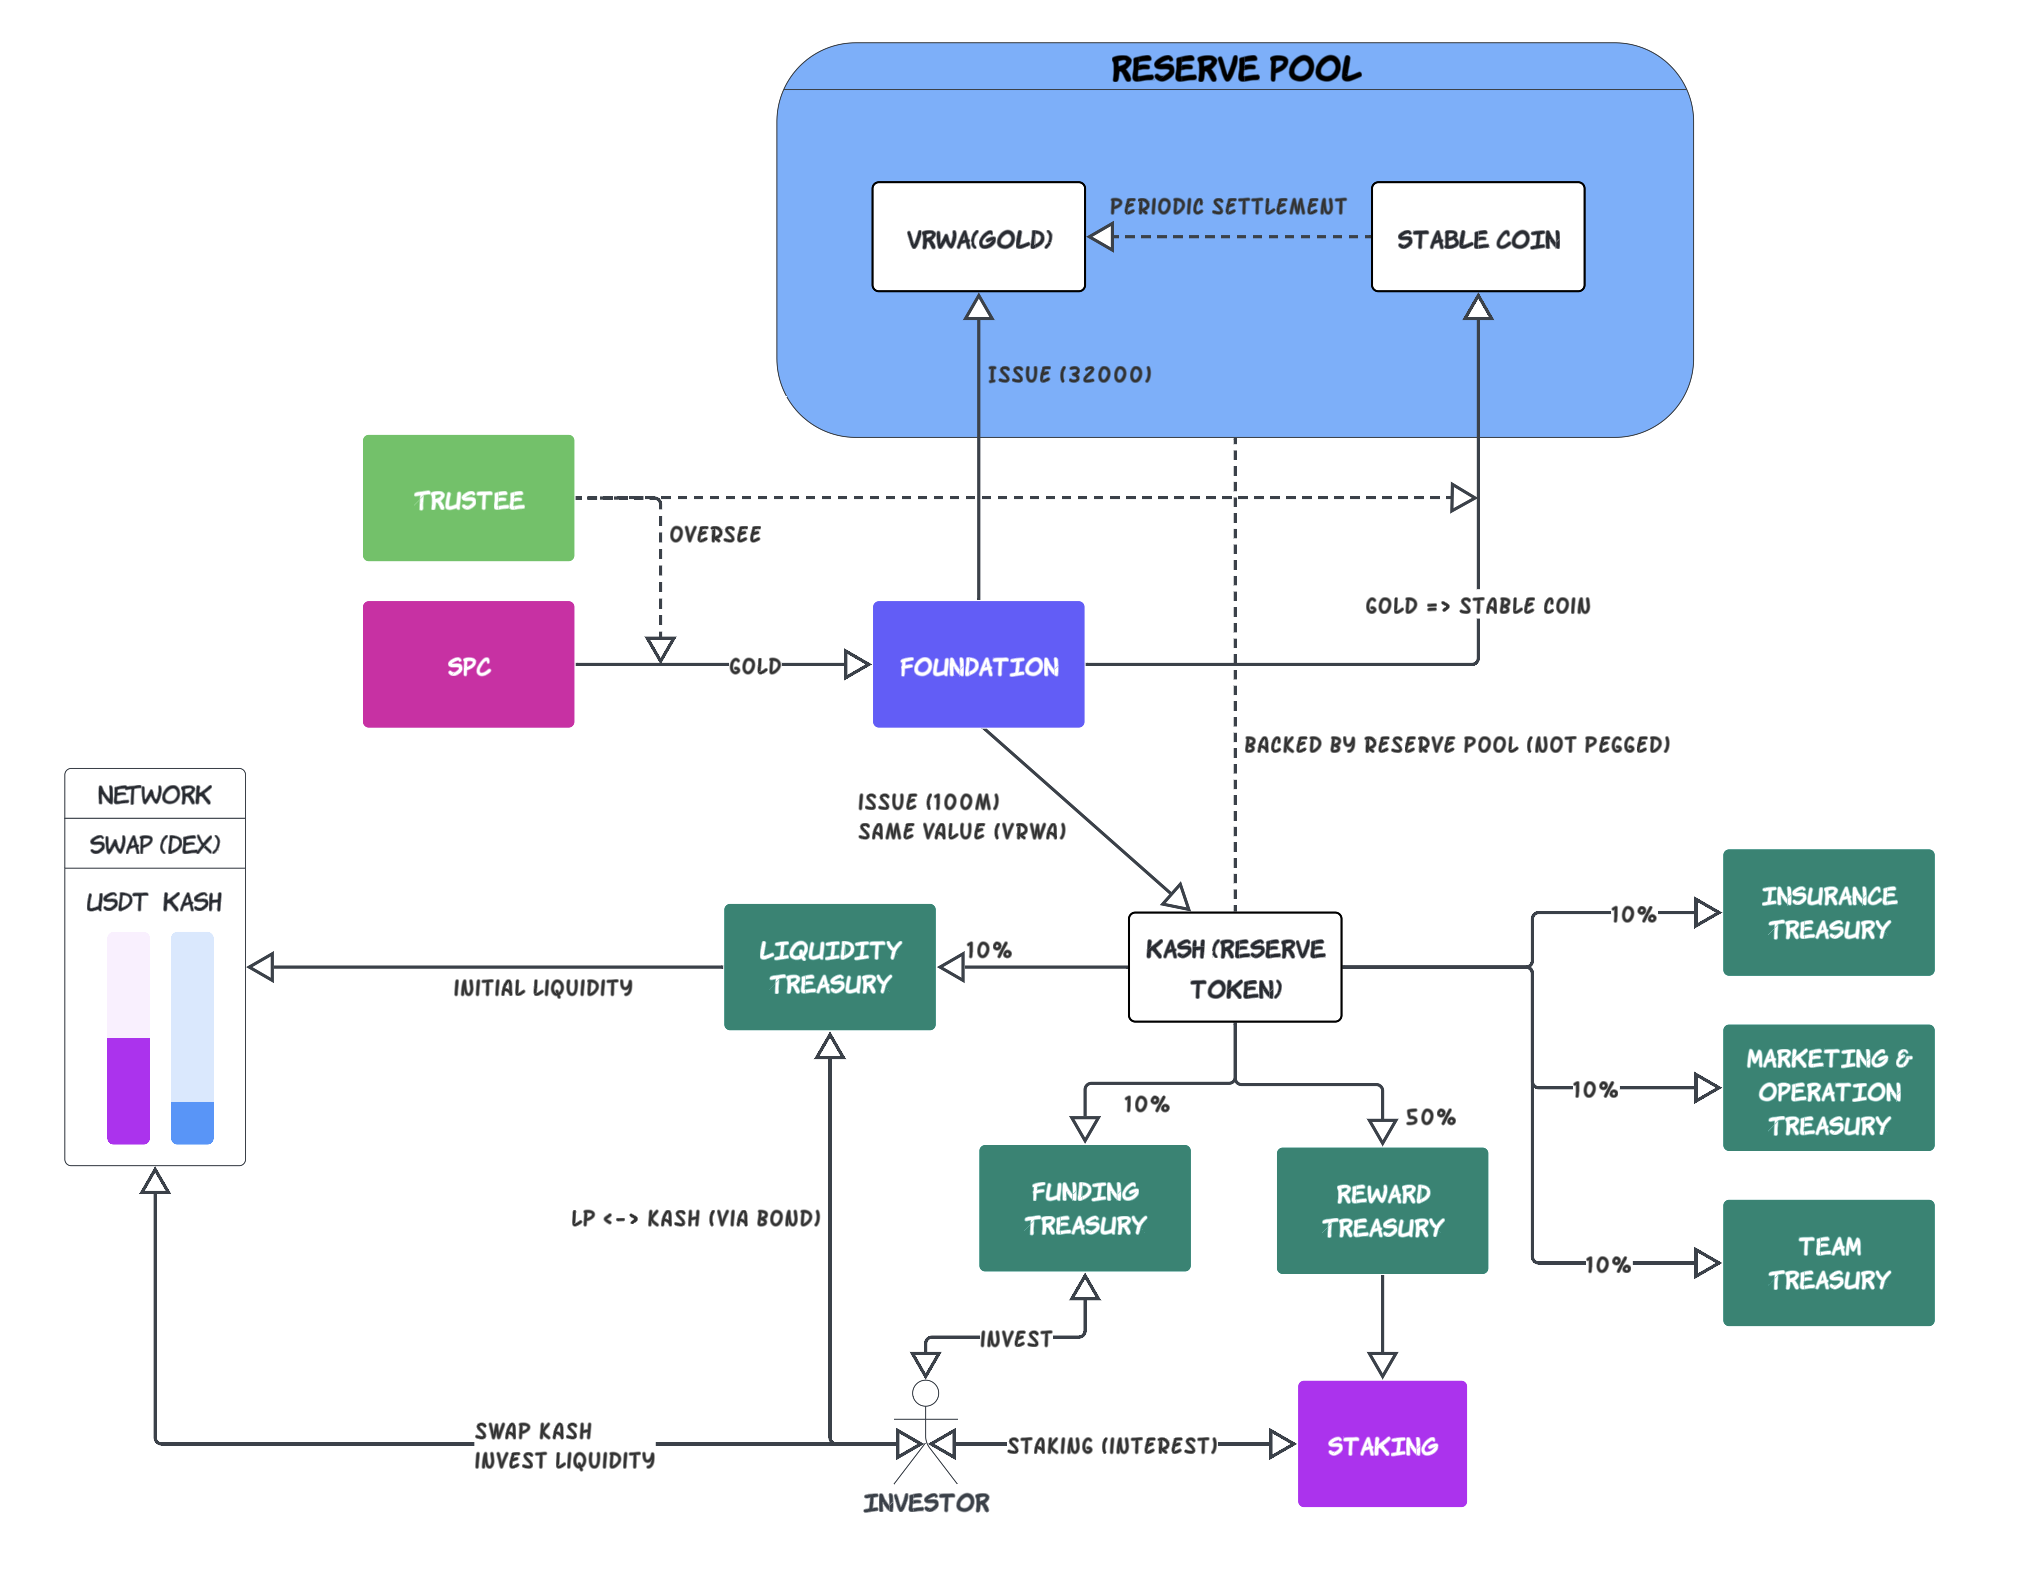 RESERVE POOL
VRWA(GOLD)
PERIODIC SETTLEMENT
STABLE COIN
ISSUE (32000)
TRUSTEE
OVERSEE
GOLD => STABLE COIN
SPC
GOLD
FOUNDATION
BACKED BY RESERVE POOL (NOT PEGGED)
ISSUE (100M)
SAME VALUE (VRWA)
NETWORK
SWAP (DEX)
USDT KASH
INITIAL LIQUIDITY
LIQUIDITY
TREASURY
10%
KASH (RESERVE
TOKEN)
10%
INSURANCE
TREASURY
10%
MARKETING &
OPERATION
TREASURY
10%
TEAM
TREASURY
10%
50%
FUNDING
TREASURY
REWARD
TREASURY
LP <-> KASH (VIA BOND)
INVEST
SWAP KASH
INVEST LIQUIDITY
STAKING (INTEREST)
STAKING
INVESTOR